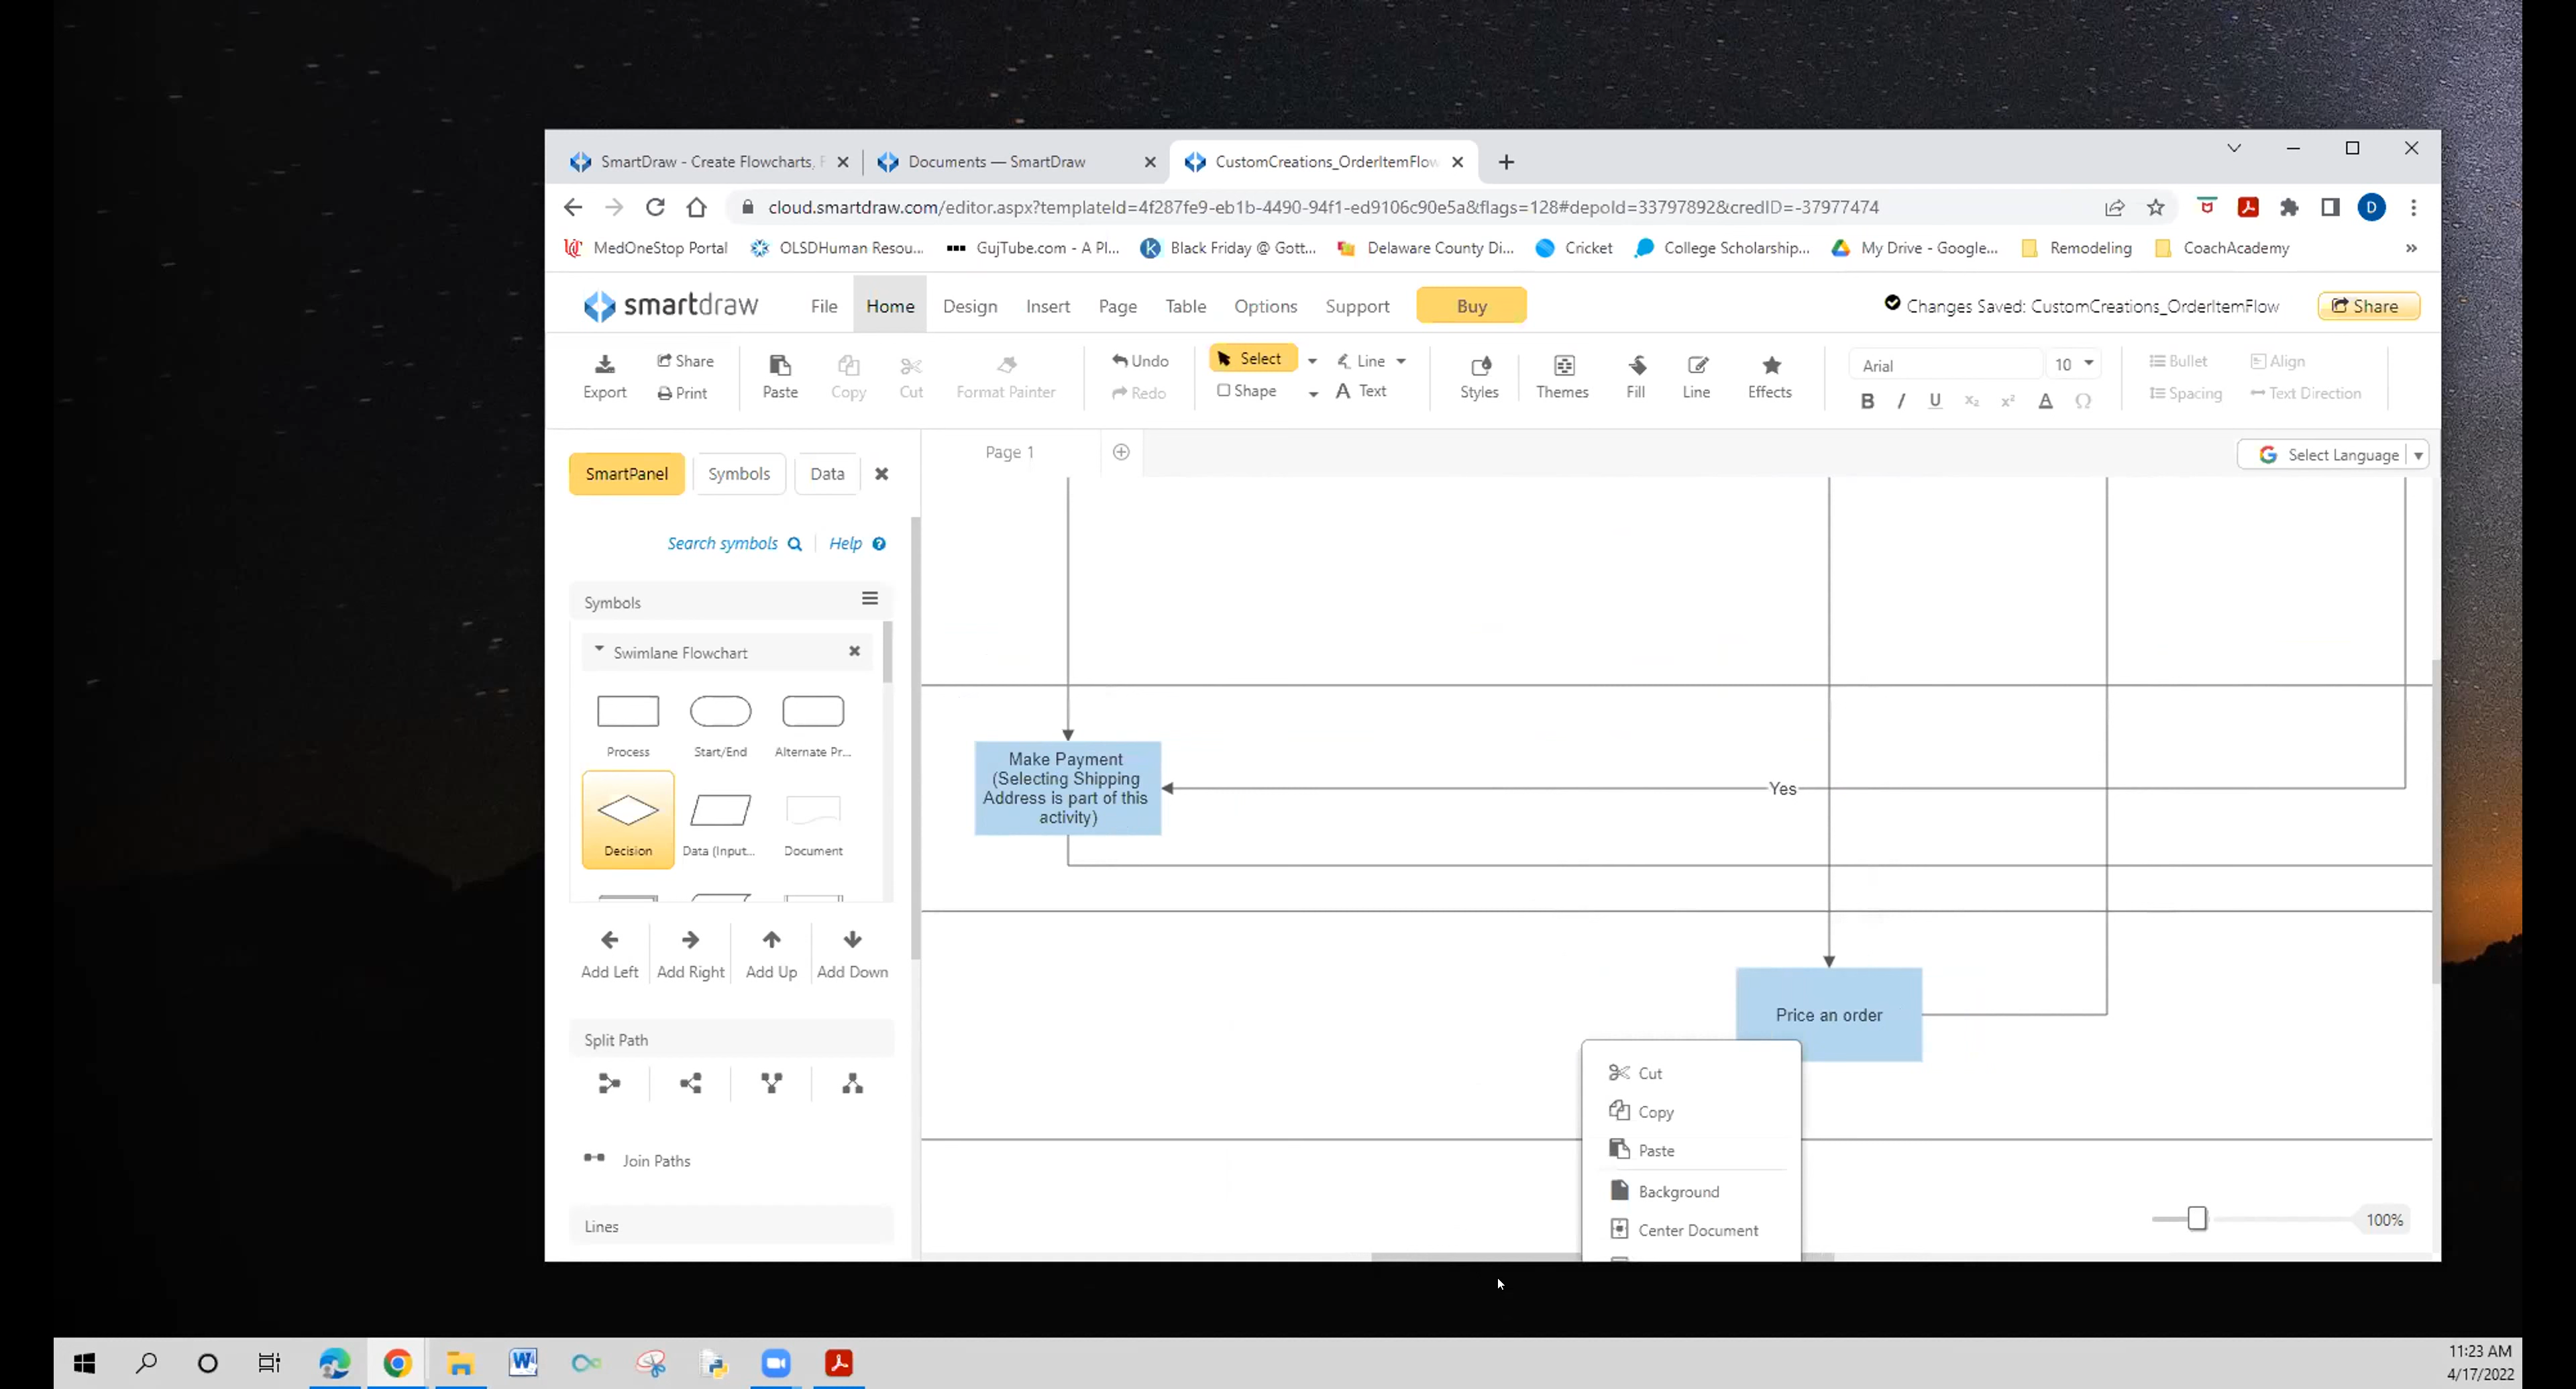 SmartDraw - Create Flowcharts, F
Documents — SmartDraw
CustomCreations_OrderItemFlow
cloud.smartdraw.com/editor.aspx?templateId=4f287fe9-eb1b-4490-94f1-ed9106c90e5a&flags=128#depoId=33797892&credID=-37977474
D
MedOneStop Portal
OLSDHuman Resou...
GujTube.com - A Pl...
Black Friday @ Gott...
Delaware County Di...
Cricket
College Scholarship...
My Drive - Google...
Remodeling
CoachAcademy
»
smartdraw
File
Home
Design
Insert
Page
Table
Options
Support
Buy
Changes Saved: CustomCreations_OrderItemFlow
Share
Export
Share
Print
Paste
Copy
Cut
Format Painter
Undo
Redo
Select
Shape
Line
A Text
Styles
Themes
Fill
Line
Effects
Arial
10
B I U x₂ x² A Ω
Bullet
Spacing
Align
Text Direction
SmartPanel
Symbols
Data
Page 1
Select Language
Search symbols
Help
Symbols
Swimlane Flowchart
Process
Start/End
Alternate Pr...
Decision
Data (Input...
Document
Add Left
Add Right
Add Up
Add Down
Split Path
Join Paths
Lines
Make Payment
(Selecting Shipping
Address is part of this
activity)
Yes
Price an order
Cut
Copy
Paste
Background
Center Document
100%
11:23 AM
4/17/2022